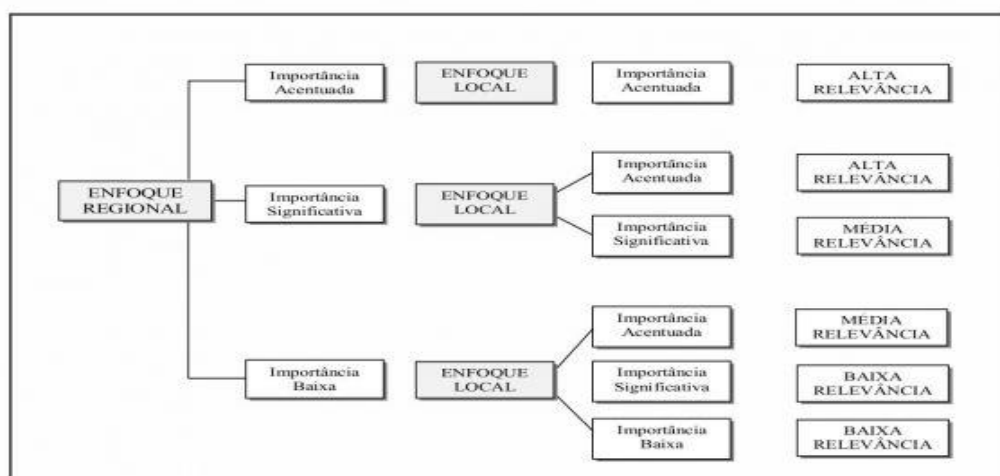 Importância
Acentuada
ENFOQUE
LOCAL
Importância
Acentuada
ALTA
RELEVÂNCIA
ENFOQUE
REGIONAL
Importância
Significativa
ENFOQUE
LOCAL
Importância
Acentuada
ALTA
RELEVÂNCIA
Importância
Significativa
MÉDIA
RELEVÂNCIA
Importância
Baixa
ENFOQUE
LOCAL
Importância
Acentuada
MÉDIA
RELEVÂNCIA
Importância
Significativa
BAIXA
RELEVÂNCIA
Importância
Baixa
BAIXA
RELEVÂNCIA